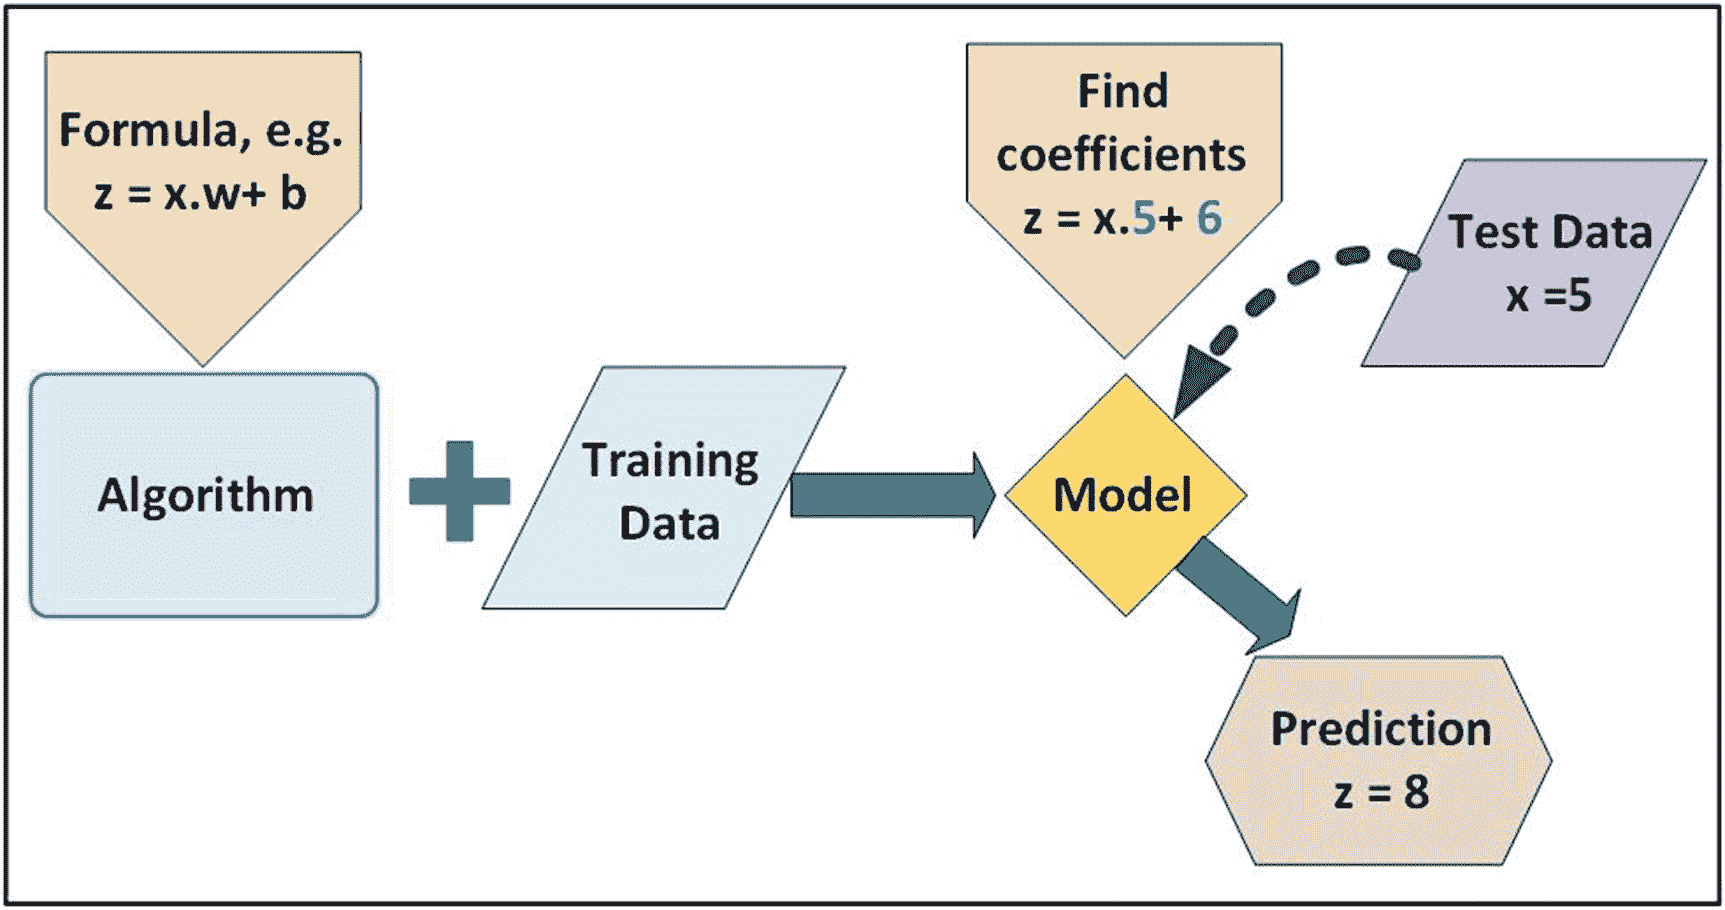 Formula, e.g.
z = x.w+ b
Find
coefficients
z = x.5+ 6
Test Data
x =5
Algorithm
Training
Data
Model
Prediction
z = 8